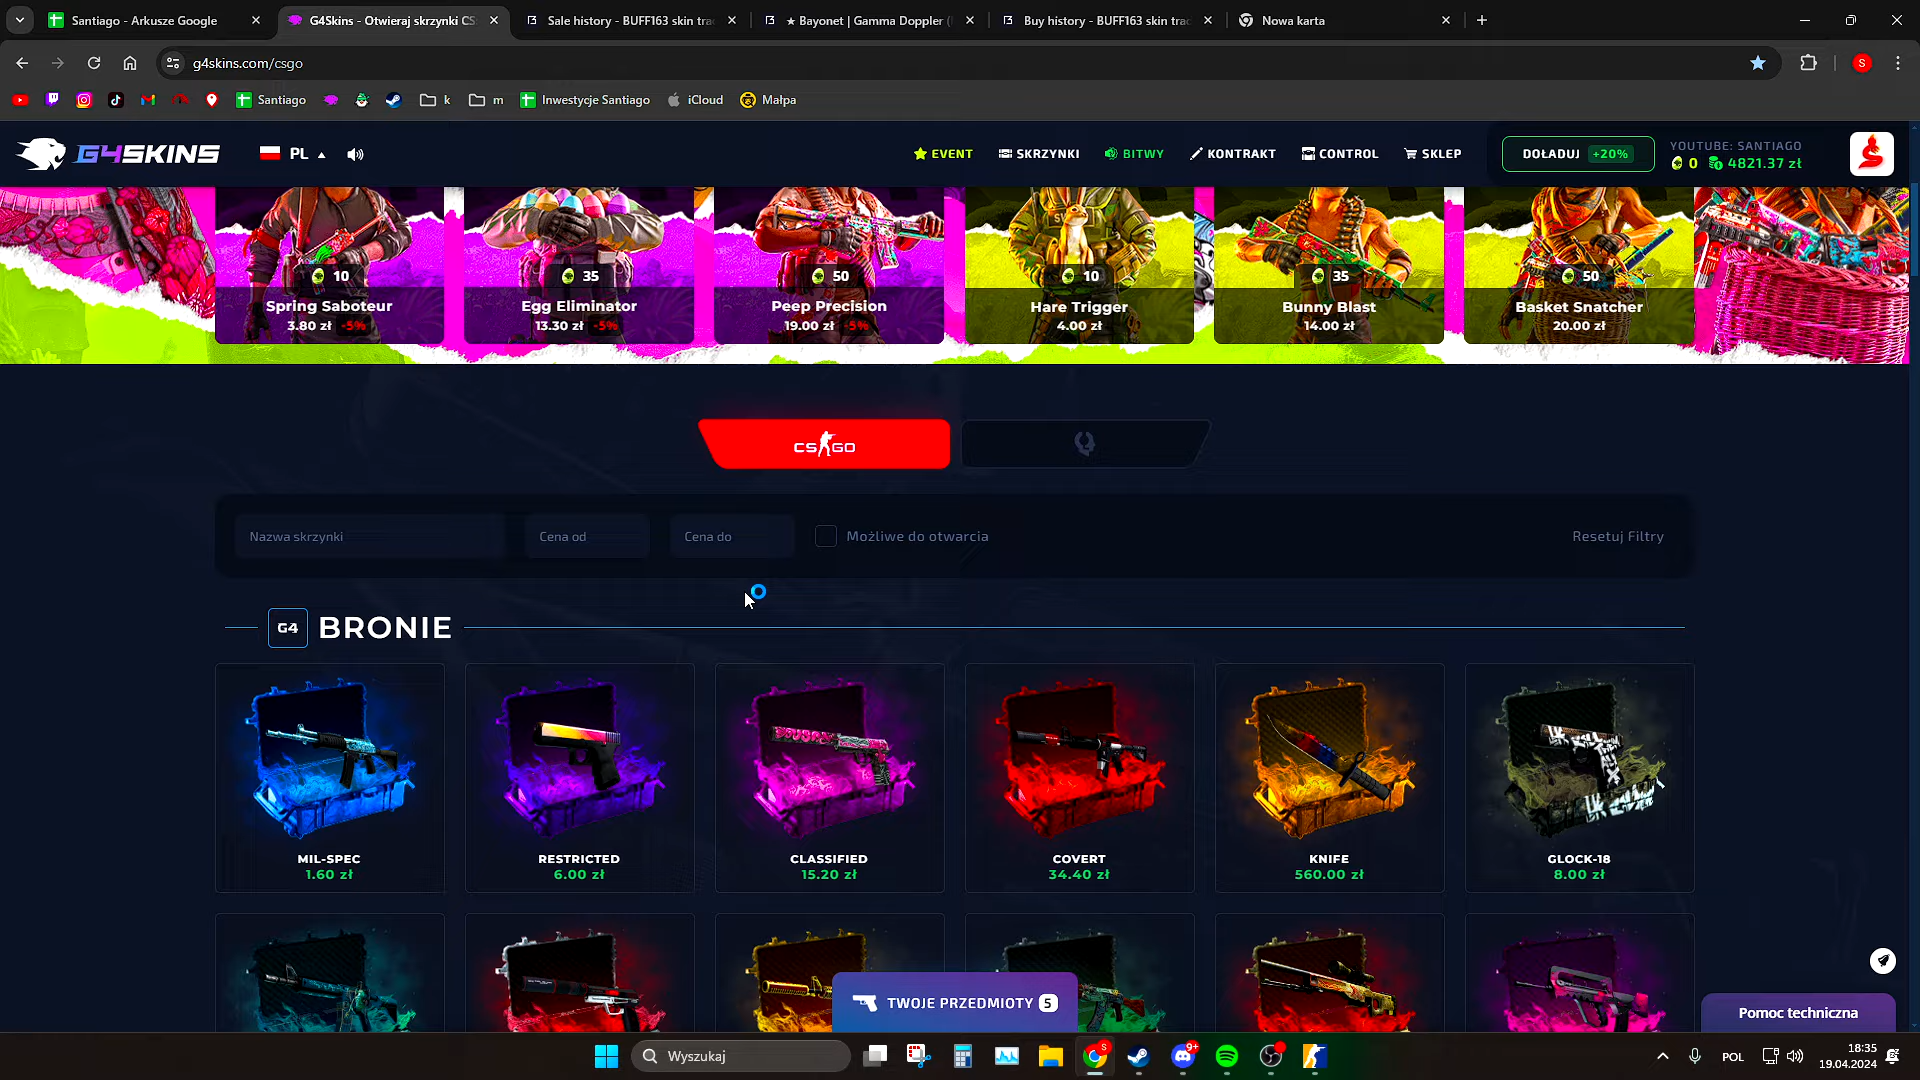 Santiago - Arkusze Google
G4Skins - Otwieraj skrzynki CS
Sale history - BUFF163 skin trac
★ Bayonet | Gamma Doppler (
Buy history - BUFF163 skin trac
Nowa karta
g4skins.com/csgo
S
Santiago
k
m
Inwestycje Santiago
iCloud
Małpa
G4SKINS
PL
EVENT
SKRZYNKI
BITWY
KONTRAKT
CONTROL
SKLEP
DOŁADUJ +20%
YOUTUBE: SANTIAGO
0 4821.37 zł
10
35
50
10
35
50
Spring Saboteur
Egg Eliminator
Peep Precision
Hare Trigger
Bunny Blast
Basket Snatcher
3.80 zł -5%
13.30 zł -5%
19.00 zł -5%
4.00 zł
14.00 zł
20.00 zł
CS GO
Nazwa skrzynki
Cena od
Cena do
Możliwe do otwarcia
Resetuj Filtry
G4 BRONIE
MIL-SPEC
1.60 zł
RESTRICTED
6.00 zł
CLASSIFIED
15.20 zł
COVERT
34.40 zł
KNIFE
560.00 zł
GLOCK-18
8.00 zł
TWOJE PRZEDMIOTY 5
Pomoc techniczna
Wyszukaj
S
9+
POL
18:35
19.04.2024